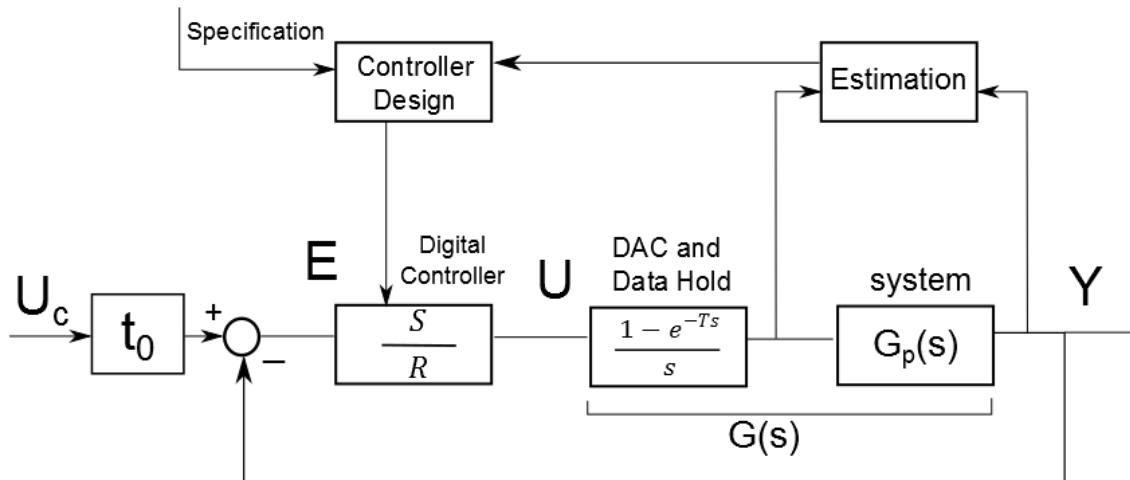 Specification
Controller
Design
Estimation
E
Digital
Controller
U
DAC and
Data Hold
system
Y
U_c
t_0
+
−
S
R
1 − e^{−Ts}
s
G_p(s)
G(s)